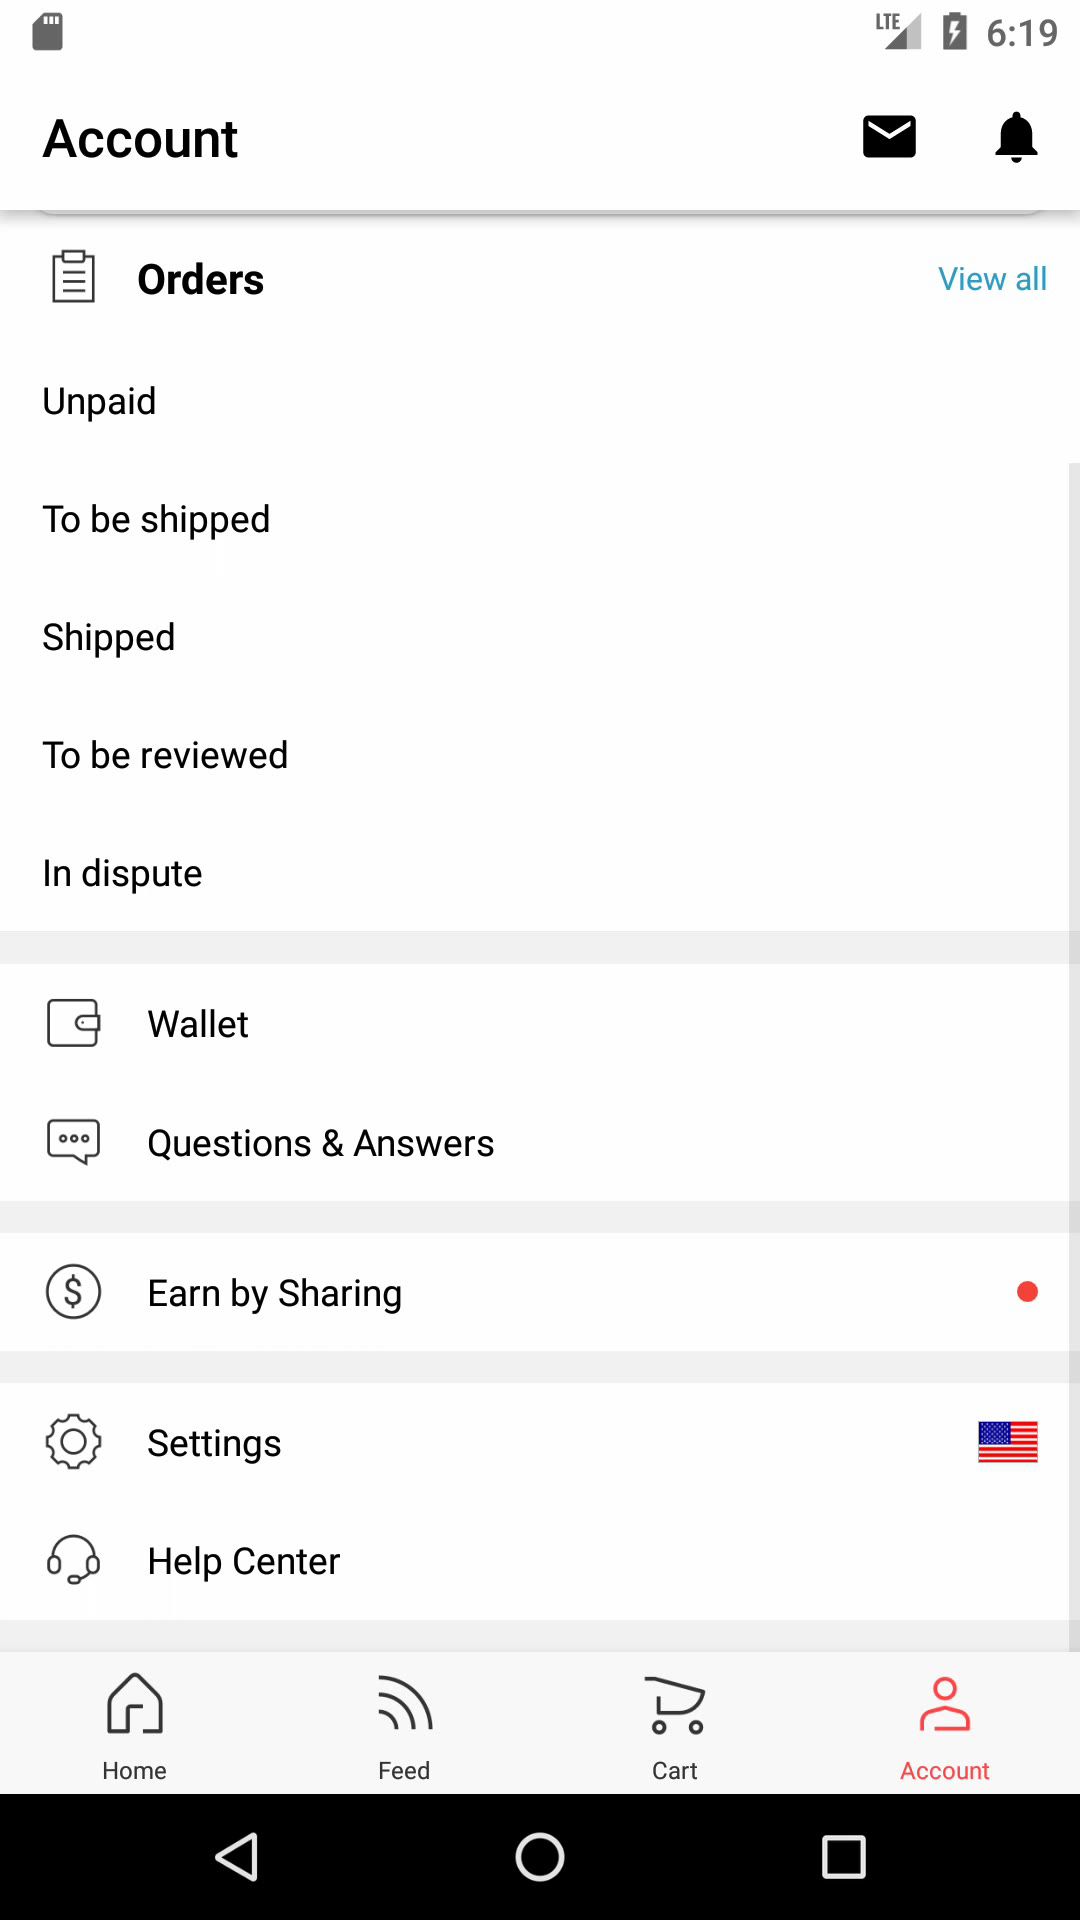 LTE 6:19
Account
Orders View all
Unpaid
To be shipped
Shipped
To be reviewed
In dispute
Wallet
Questions & Answers
$ Earn by Sharing
Settings
Help Center
Home Feed Cart Account